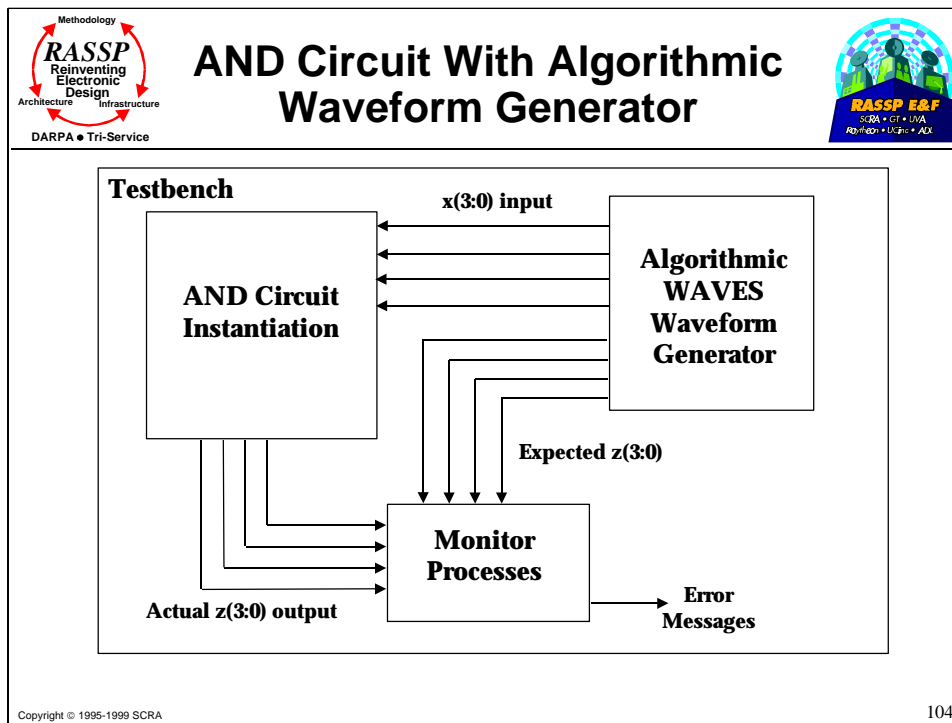 Methodology
RASSP
Reinventing
Electronic
Design
Architecture
Infrastructure
DARPA • Tri-Service
AND Circuit With Algorithmic
Waveform Generator
RASSP E&F
SCRA • GT • UVA
Raytheon • UCinc • ADL
Testbench
x(3:0) input
AND Circuit
Instantiation
Algorithmic
WAVES
Waveform
Generator
Expected z(3:0)
Monitor
Processes
Actual z(3:0) output
Error
Messages
Copyright © 1995-1999 SCRA
104